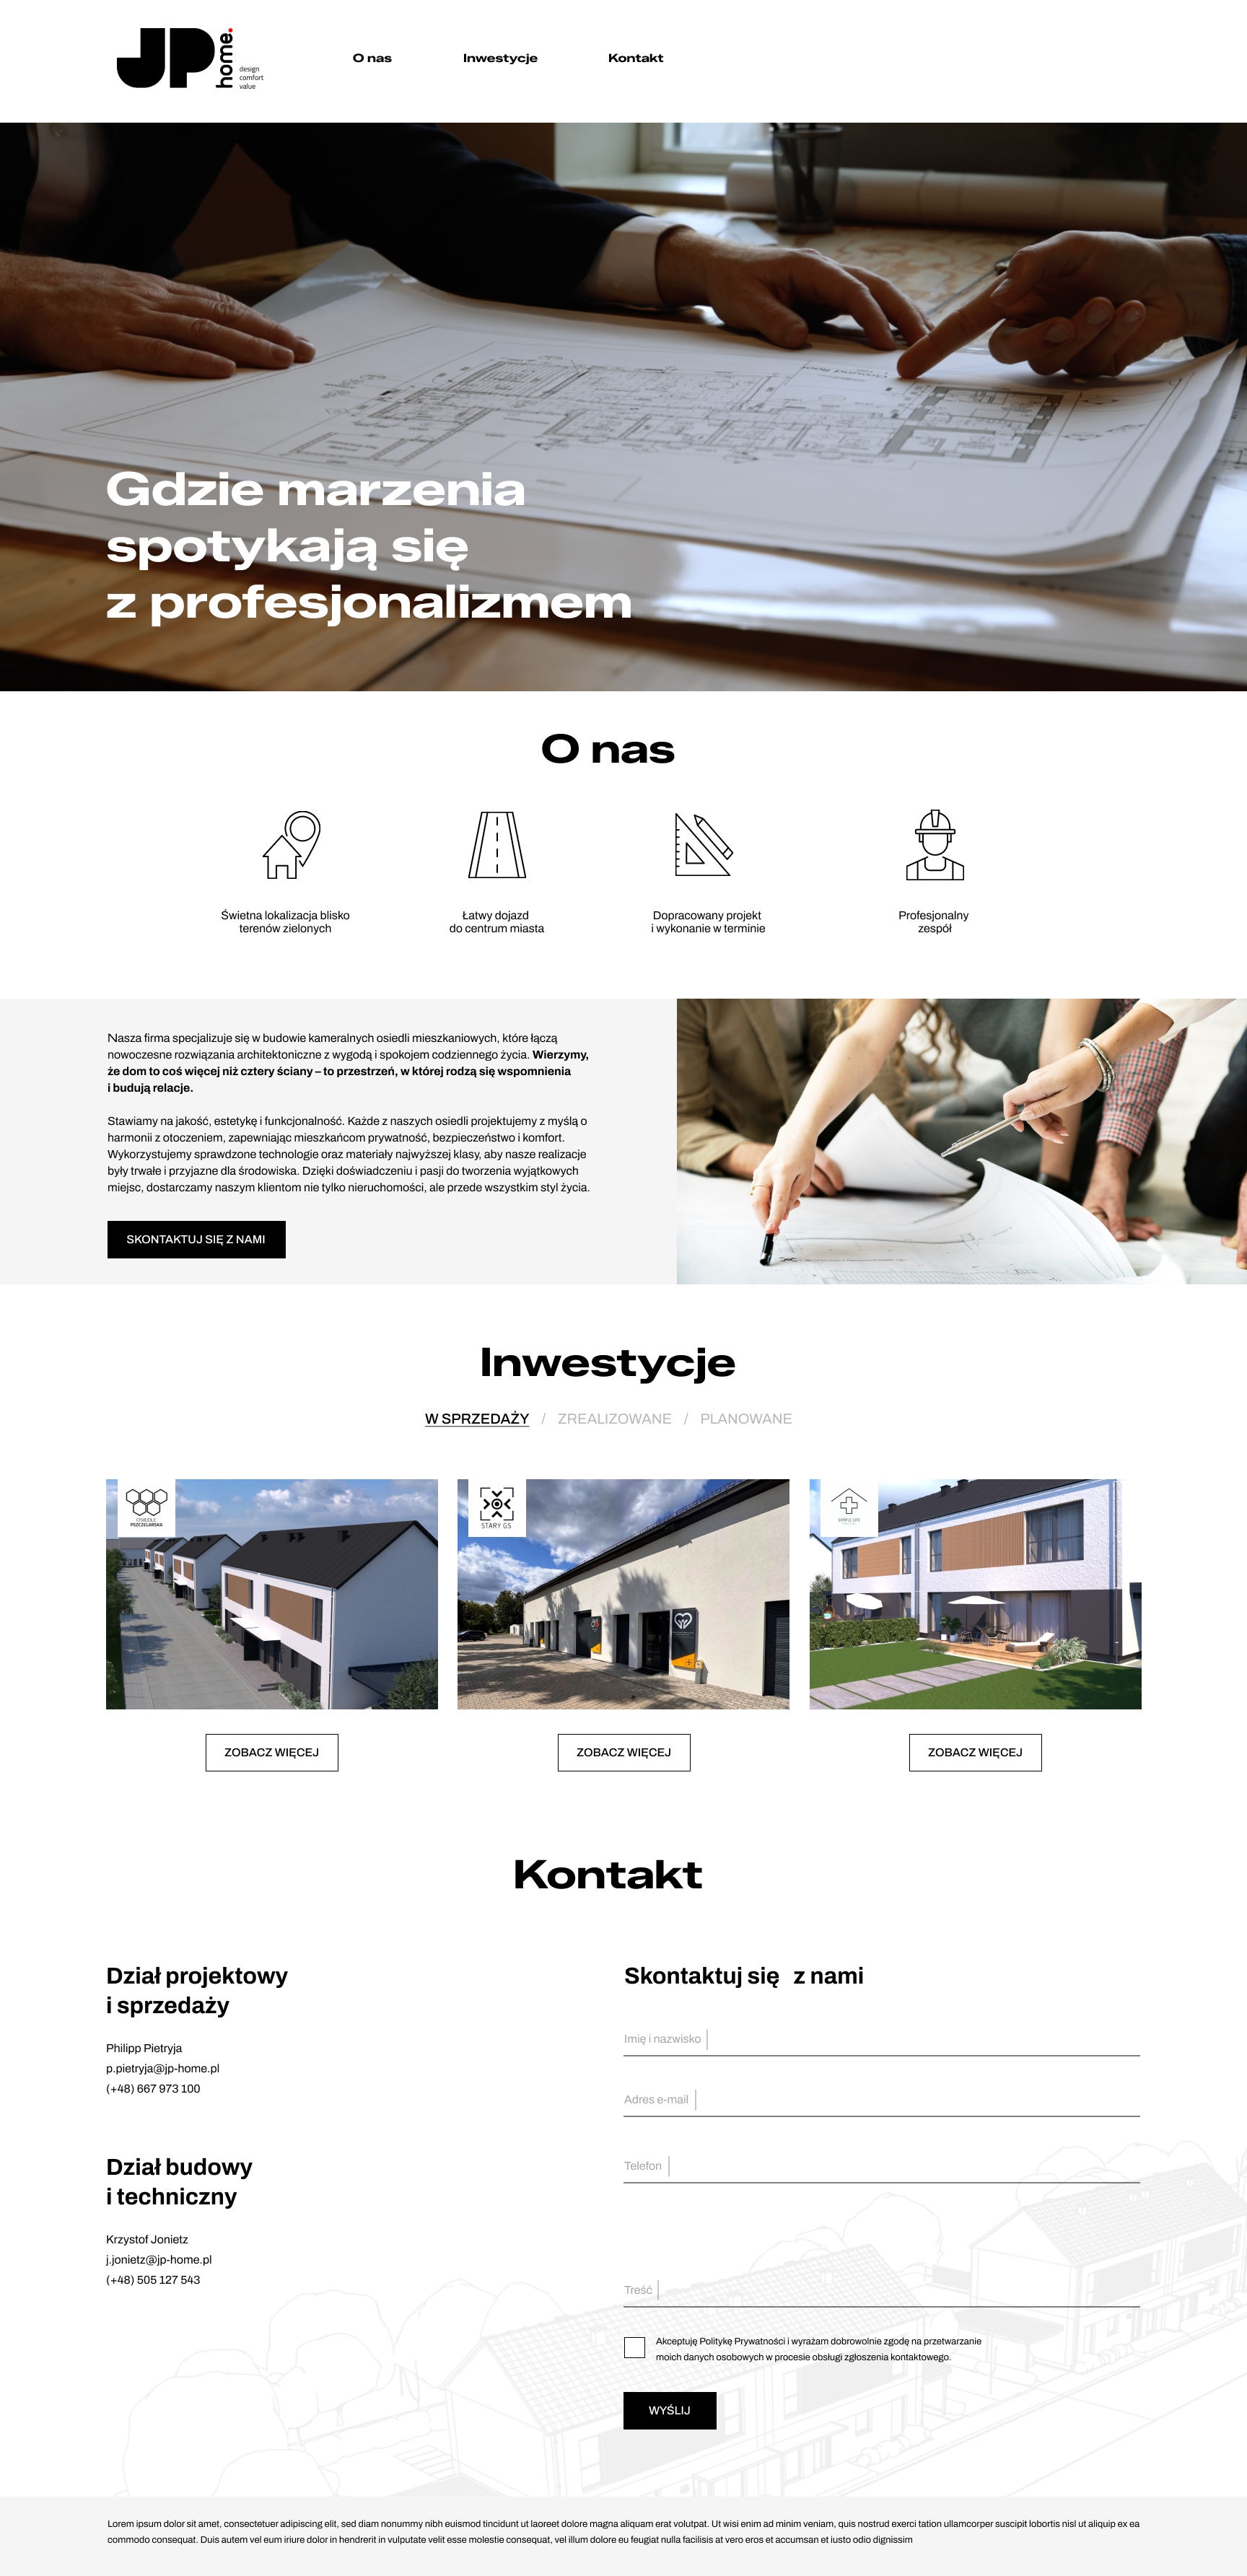 JP home.
design
comfort
value
O nas
Inwestycje
Kontakt
Gdzie marzenia
spotykają się
z profesjonalizmem
O nas
Świetna lokalizacja blisko
terenów zielonych
Łatwy dojazd
do centrum miasta
Dopracowany projekt
i wykonanie w terminie
Profesjonalny
zespół
Nasza firma specjalizuje się w budowie kameralnych osiedli mieszkaniowych, które łączą
nowoczesne rozwiązania architektoniczne z wygodą i spokojem codziennego życia. Wierzymy,
że dom to coś więcej niż cztery ściany – to przestrzeń, w której rodzą się wspomnienia
i budują relacje.
Stawiamy na jakość, estetykę i funkcjonalność. Każde z naszych osiedli projektujemy z myślą o
harmonii z otoczeniem, zapewniając mieszkańcom prywatność, bezpieczeństwo i komfort.
Wykorzystujemy sprawdzone technologie oraz materiały najwyższej klasy, aby nasze realizacje
były trwałe i przyjazne dla środowiska. Dzięki doświadczeniu i pasji do tworzenia wyjątkowych
miejsc, dostarczamy naszym klientom nie tylko nieruchomości, ale przede wszystkim styl życia.
SKONTAKTUJ SIĘ Z NAMI
Inwestycje
W SPRZEDAŻY / ZREALIZOWANE / PLANOWANE
OSIEDLE
PSZCZELARSKA
STARY GS
SIMPLE LIFE
ZOBACZ WIĘCEJ
ZOBACZ WIĘCEJ
ZOBACZ WIĘCEJ
Kontakt
Dział projektowy
i sprzedaży
Philipp Pietryja
p.pietryja@jp-home.pl
(+48) 667 973 100
Dział budowy
i techniczny
Krzystof Jonietz
j.jonietz@jp-home.pl
(+48) 505 127 543
Skontaktuj się z nami
Imię i nazwisko
Adres e-mail
Telefon
Treść
Akceptuję Politykę Prywatności i wyrażam dobrowolnie zgodę na przetwarzanie
moich danych osobowych w procesie obsługi zgłoszenia kontaktowego.
WYŚLIJ
Lorem ipsum dolor sit amet, consectetuer adipiscing elit, sed diam nonummy nibh euismod tincidunt ut laoreet dolore magna aliquam erat volutpat. Ut wisi enim ad minim veniam, quis nostrud exerci tation ullamcorper suscipit lobortis nisl ut aliquip ex ea
commodo consequat. Duis autem vel eum iriure dolor in hendrerit in vulputate velit esse molestie consequat, vel illum dolore eu feugiat nulla facilisis at vero eros et accumsan et iusto odio dignissim